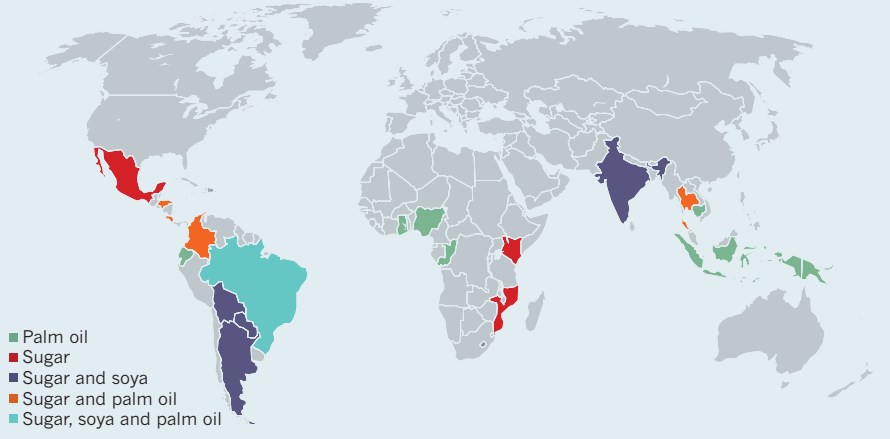 Palm oil
Sugar
Sugar and soya
Sugar and palm oil
Sugar, soya and palm oil